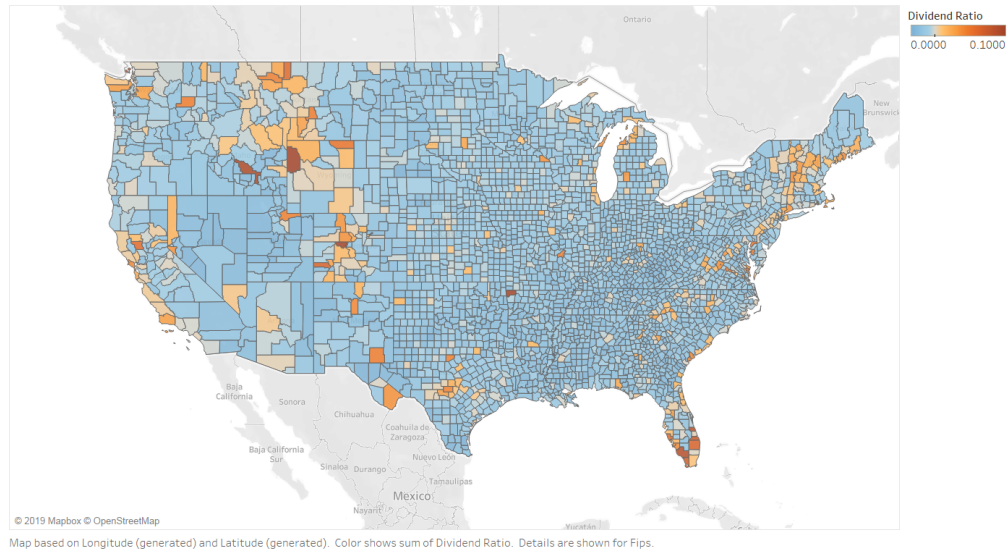 Dividend Ratio
0.0000 0.1000
Ontario
New
Brunswick
Baja
California
Sonora
Chihuahua
Coahuila de
Zaragoza
Baja California
Sur
Nuevo León
Sinaloa Durango
Tamaulipas
Mexico
Nayarit
Yucatán
© 2019 Mapbox © OpenStreetMap
Map based on Longitude (generated) and Latitude (generated). Color shows sum of Dividend Ratio. Details are shown for Fips.